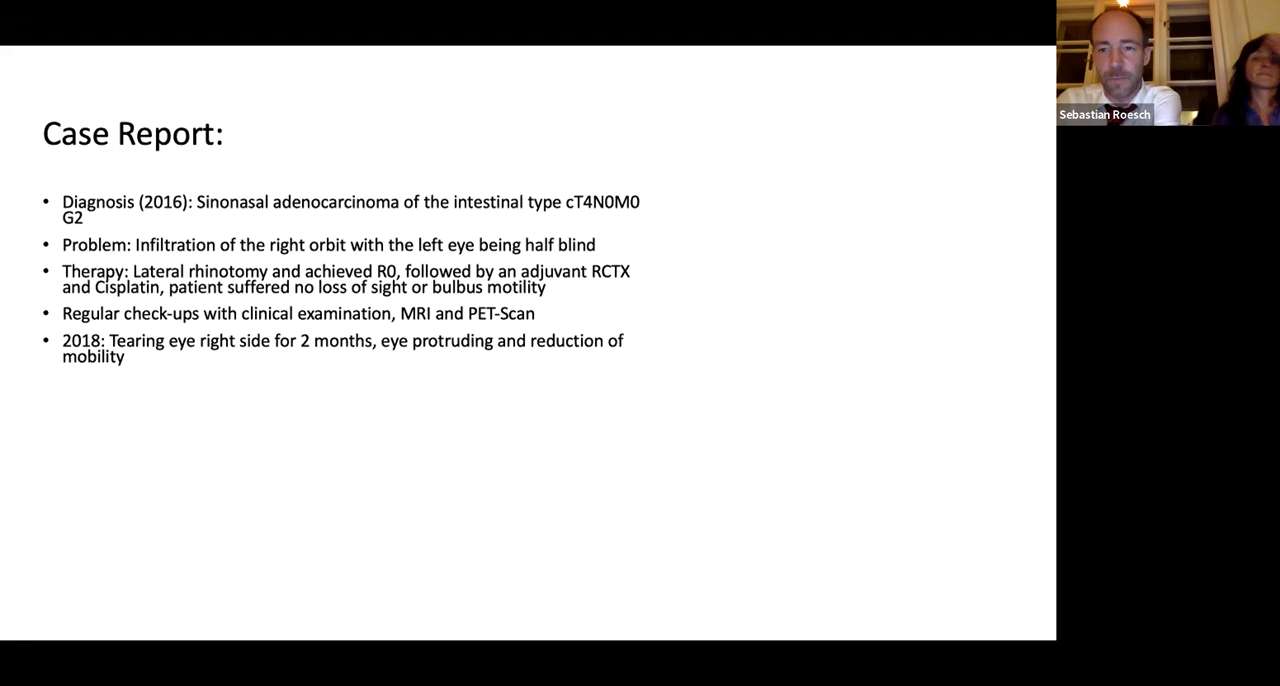 Case Report:
• Diagnosis (2016): Sinonasal adenocarcinoma of the intestinal type cT4N0M0
G2
• Problem: Infiltration of the right orbit with the left eye being half blind
• Therapy: Lateral rhinotomy and achieved R0, followed by an adjuvant RCTX
and Cisplatin, patient suffered no loss of sight or bulbus motility
• Regular check-ups with clinical examination, MRI and PET-Scan
• 2018: Tearing eye right side for 2 months, eye protruding and reduction of
mobility
Sebastian Roesch